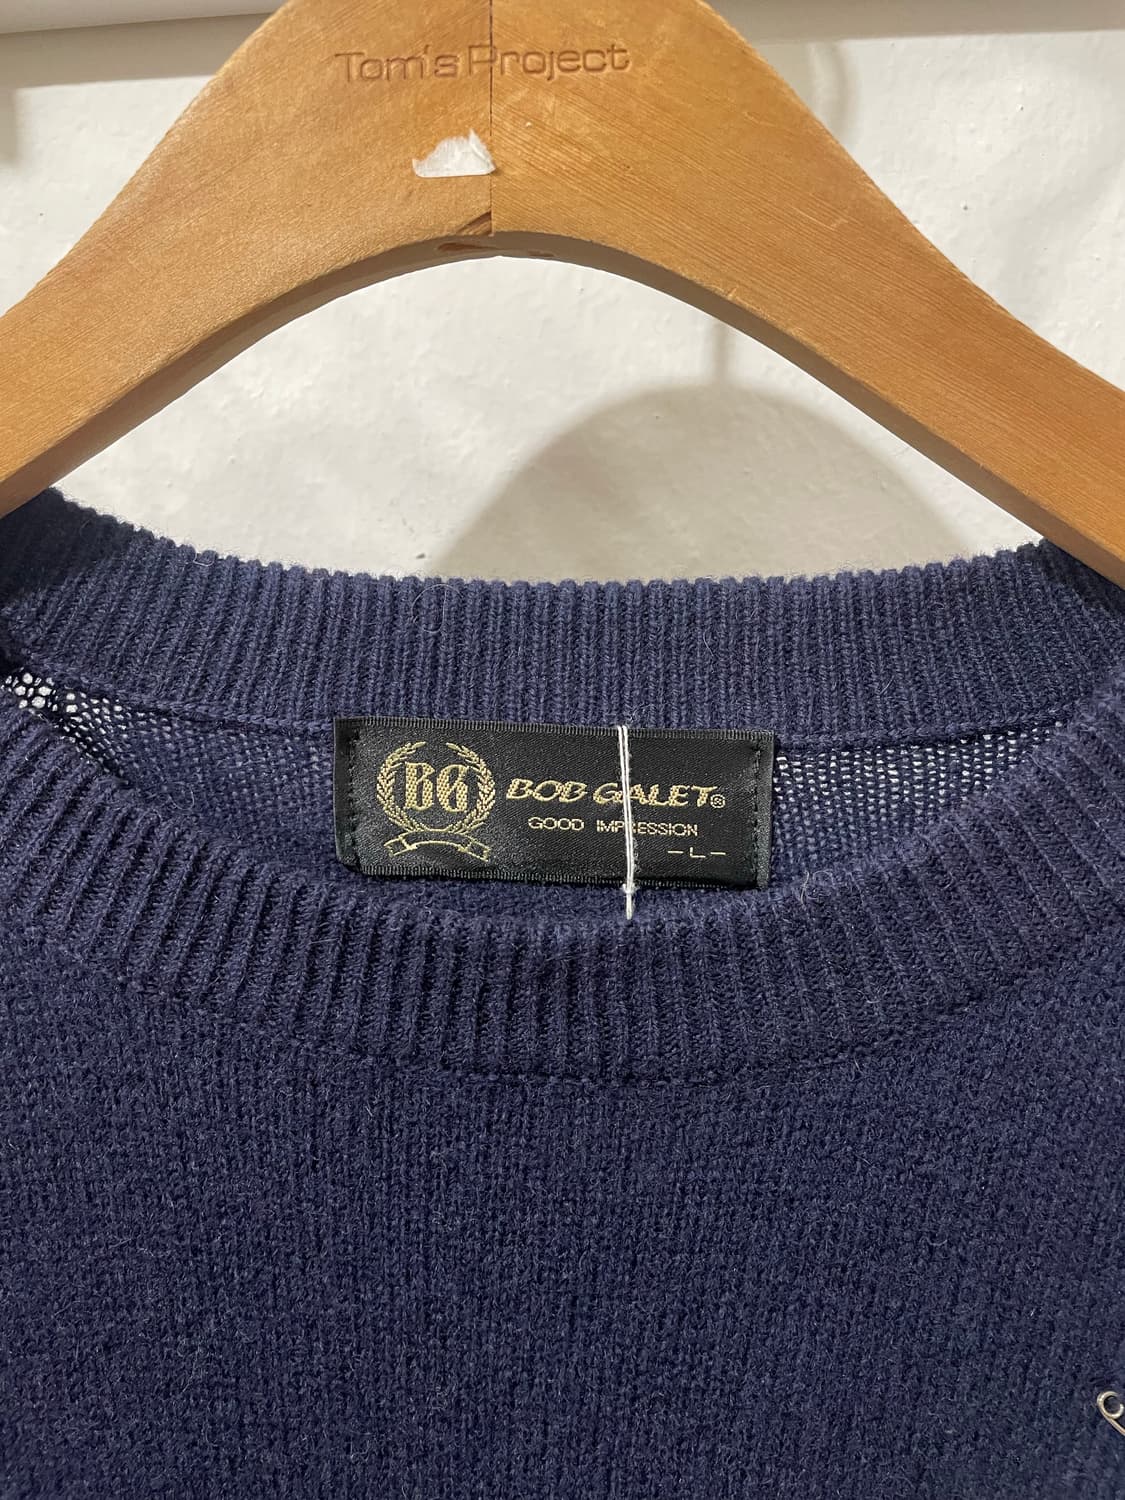 Tom's Project
BG
BOB GALET®
GOOD IMPRESSION
-L-